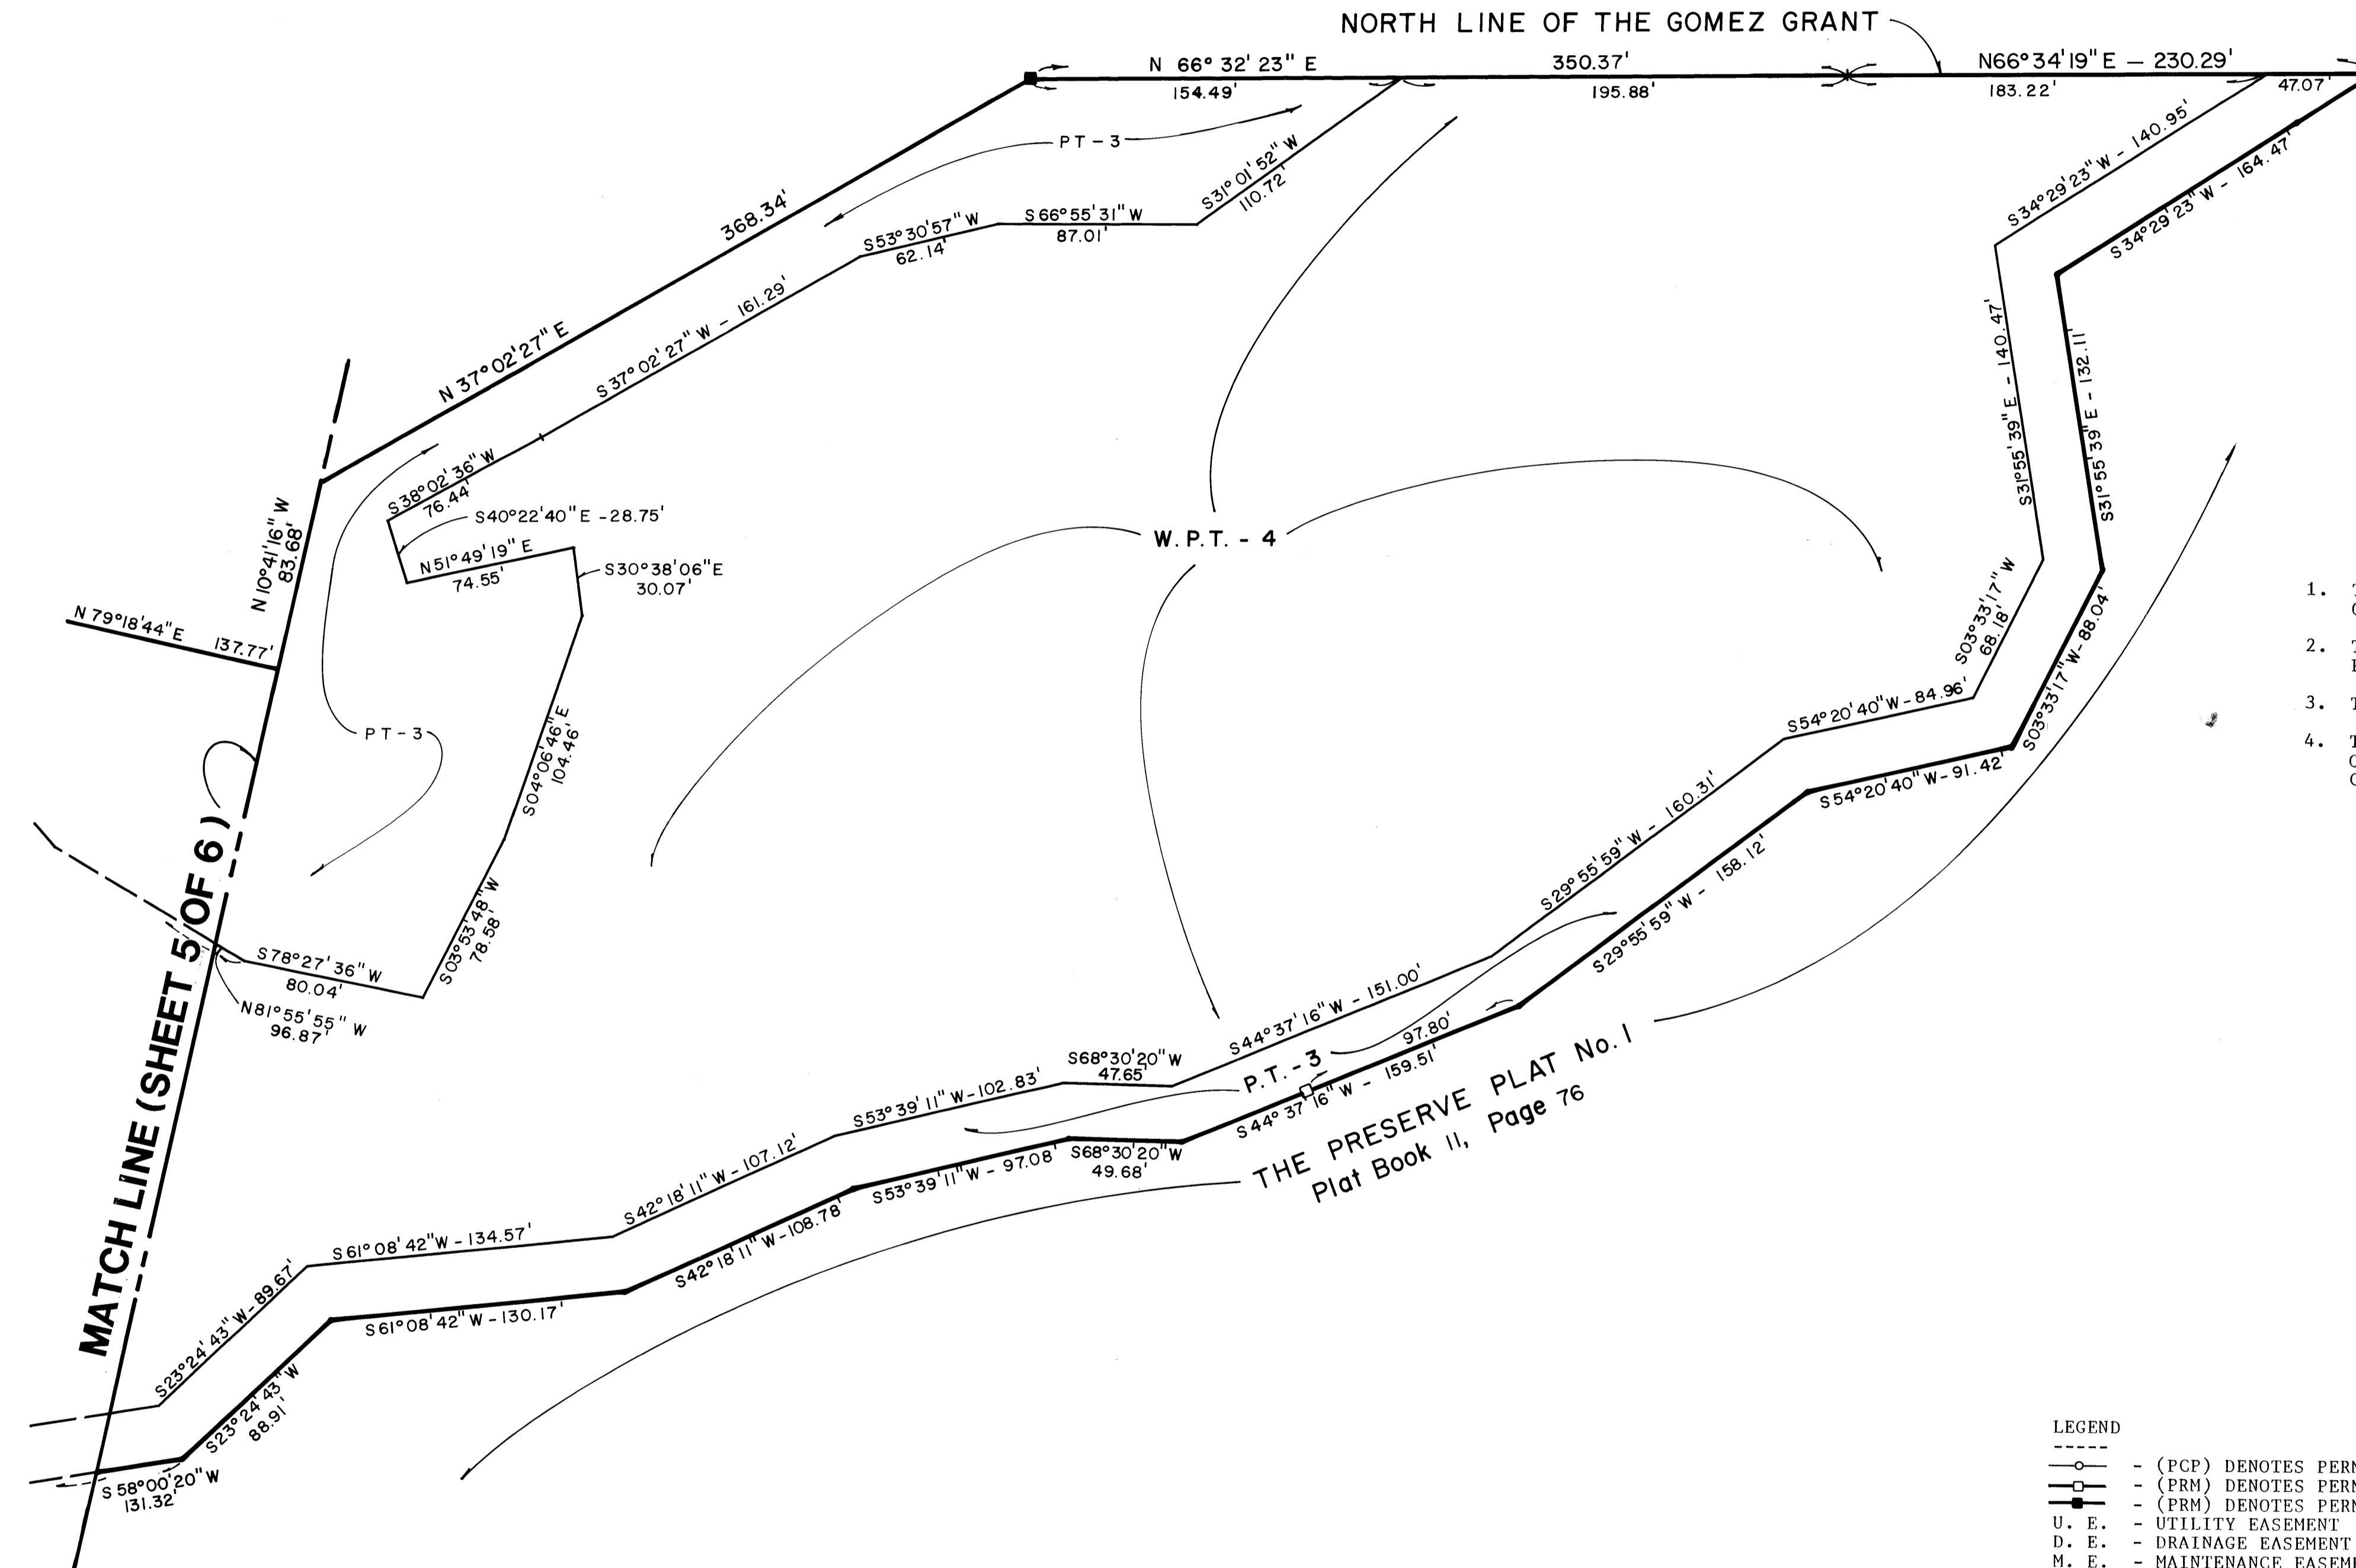 NORTH LINE OF THE GOMEZ GRANT
N 66° 32' 23" E
350.37'
N66°34'19"E — 230.29'
154.49'
195.88'
183.22'
47.07'
PT-3
S31°01'52"W
110.72'
S34°29'23"W - 140.95'
S34°29'23"W - 164.47'
368.34'
N 37°02'27" E
S53°30'57"W
62.14'
S66°55'31"W
87.01'
S 37°02'27"W - 161.29'
S38°02'36"W
76.44'
S40°22'40"E -28.75'
N51°49'19"E
74.55'
S30°38'06"E
30.07'
N10°41'16"W
83.68'
N 79°18'44"E
137.77'
W.P.T. - 4
S31°55'39"E - 140.47'
S31°55'39"E - 132.11'
S03°33'17"W
68.18'
S03°33'17"W-88.04'
PT-3
S04°06'46"E
104.46'
S03°53'48"W
78.58'
S78°27'36"W
80.04'
N81°55'55"W
96.87'
MATCH LINE (SHEET 5 OF 6)
S54°20'40"W-84.96'
S54°20'40"W-91.42'
S29°55'59"W - 160.31'
S29°55'59"W - 158.12'
S44°37'16"W - 151.00'
97.80'
S44°37'16"W - 159.51'
P.T.-3
S68°30'20"W
47.65'
S68°30'20"W
49.68'
S53°39'11"W-102.83'
S53°39'11"W - 97.08'
S42°18'11"W-107.12'
S42°18'11"W-108.78'
S61°08'42"W-134.57'
S61°08'42"W-130.17'
S23°24'43"W-89.67'
S23°24'43"W
88.91'
S 58°00'20"W
131.32'
THE PRESERVE PLAT No. 1
Plat Book 11, Page 76
1.
2.
3.
4.
LEGEND
-----
- (PCP) DENOTES
- (PRM) DENOTES
- (PRM) DENOTES
U. E. - UTILITY EASEMENT
D. E. - DRAINAGE EASEMENT
M. E. - MAINTENANCE